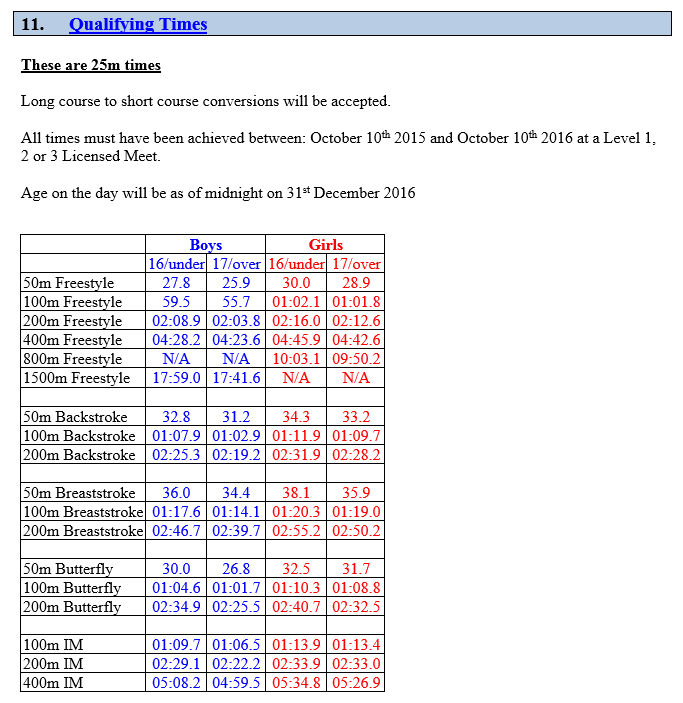 11. Qualifying Times
These are 25m times
Long course to short course conversions will be accepted.
All times must have been achieved between: October 10th 2015 and October 10th 2016 at a Level 1,
2 or 3 Licensed Meet.
Age on the day will be as of midnight on 31st December 2016
Boys Girls
16/under 17/over 16/under 17/over
50m Freestyle 27.8 25.9 30.0 28.9
100m Freestyle 59.5 55.7 01:02.1 01:01.8
200m Freestyle 02:08.9 02:03.8 02:16.0 02:12.6
400m Freestyle 04:28.2 04:23.6 04:45.9 04:42.6
800m Freestyle N/A N/A 10:03.1 09:50.2
1500m Freestyle 17:59.0 17:41.6 N/A N/A
50m Backstroke 32.8 31.2 34.3 33.2
100m Backstroke 01:07.9 01:02.9 01:11.9 01:09.7
200m Backstroke 02:25.3 02:19.2 02:31.9 02:28.2
50m Breaststroke 36.0 34.4 38.1 35.9
100m Breaststroke 01:17.6 01:14.1 01:20.3 01:19.0
200m Breaststroke 02:46.7 02:39.7 02:55.2 02:50.2
50m Butterfly 30.0 26.8 32.5 31.7
100m Butterfly 01:04.6 01:01.7 01:10.3 01:08.8
200m Butterfly 02:34.9 02:25.5 02:40.7 02:32.5
100m IM 01:09.7 01:06.5 01:13.9 01:13.4
200m IM 02:29.1 02:22.2 02:33.9 02:33.0
400m IM 05:08.2 04:59.5 05:34.8 05:26.9